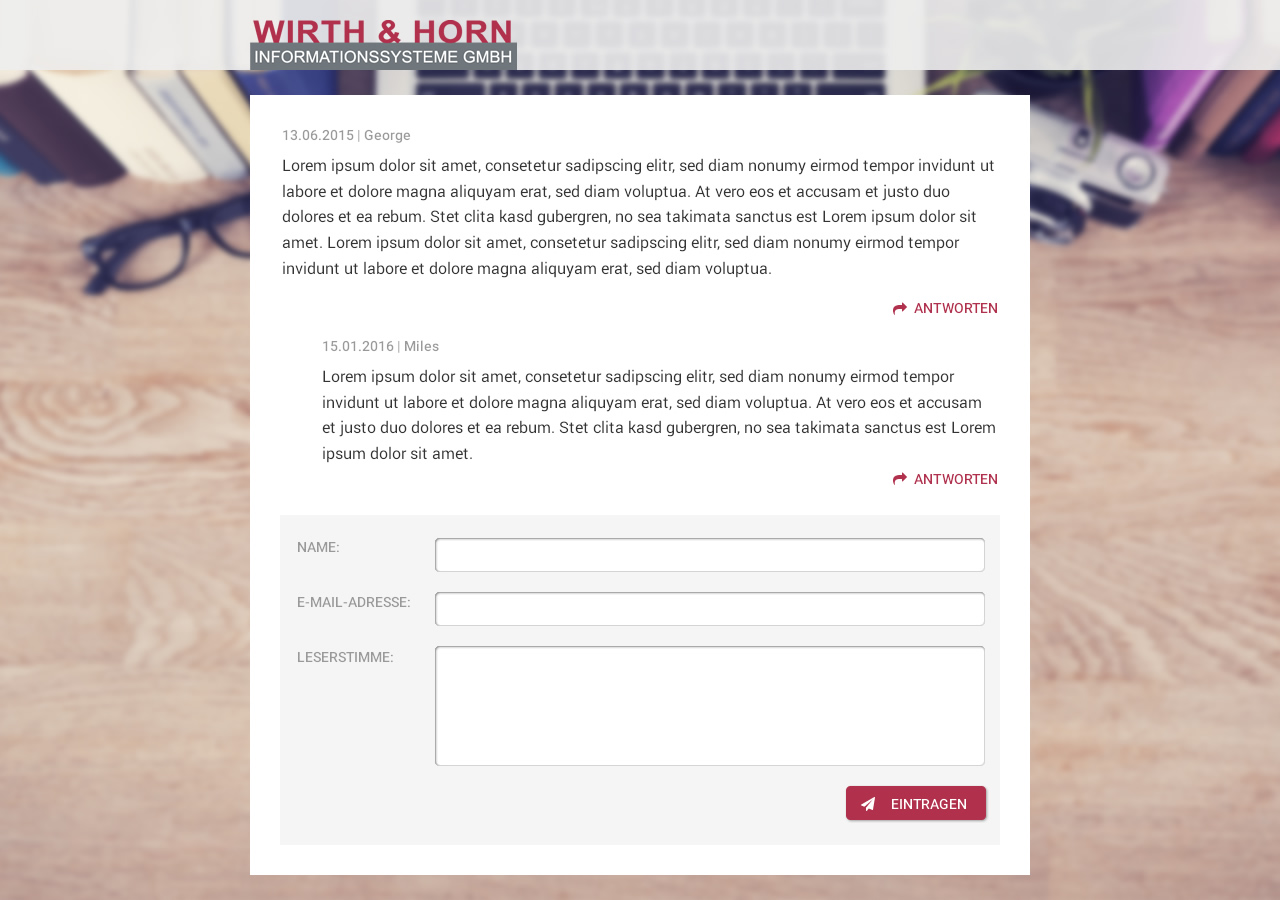 WIRTH & HORN
INFORMATIONSSYSTEME GMBH
13.06.2015 | George
Lorem ipsum dolor sit amet, consetetur sadipscing elitr, sed diam nonumy eirmod tempor invidunt ut
labore et dolore magna aliquyam erat, sed diam voluptua. At vero eos et accusam et justo duo
dolores et ea rebum. Stet clita kasd gubergren, no sea takimata sanctus est Lorem ipsum dolor sit
amet. Lorem ipsum dolor sit amet, consetetur sadipscing elitr, sed diam nonumy eirmod tempor
invidunt ut labore et dolore magna aliquyam erat, sed diam voluptua.
ANTWORTEN
15.01.2016 | Miles
Lorem ipsum dolor sit amet, consetetur sadipscing elitr, sed diam nonumy eirmod tempor
invidunt ut labore et dolore magna aliquyam erat, sed diam voluptua. At vero eos et accusam
et justo duo dolores et ea rebum. Stet clita kasd gubergren, no sea takimata sanctus est Lorem
ipsum dolor sit amet.
ANTWORTEN
NAME:
E-MAIL-ADRESSE:
LESERSTIMME:
EINTRAGEN